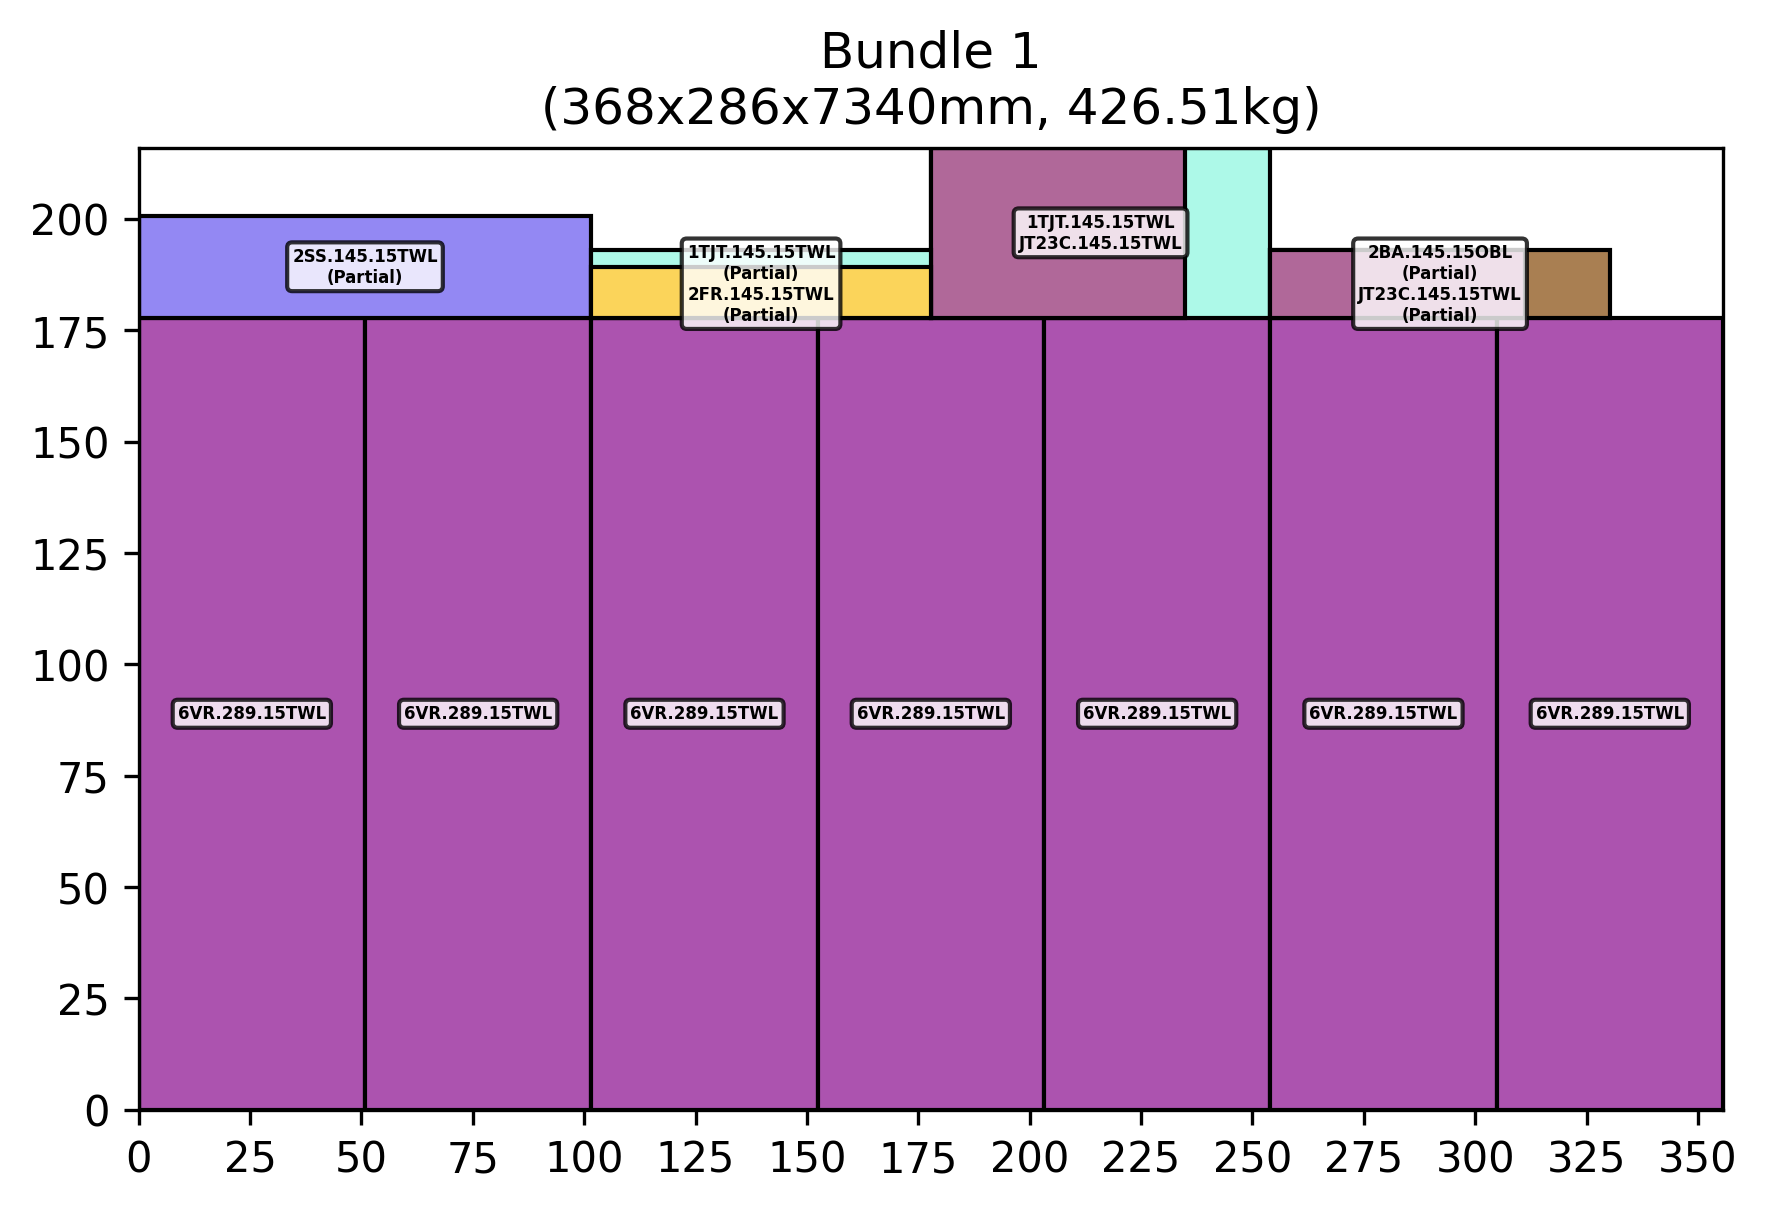 Bundle 1
(368x286x7340mm, 426.51kg)
200
175
150
125
100
75
50
25
0
2SS.145.15TWL
(Partial)
1TJT.145.15TWL
(Partial)
2FR.145.15TWL
(Partial)
1TJT.145.15TWL
JT23C.145.15TWL
2BA.145.15OBL
(Partial)
JT23C.145.15TWL
(Partial)
6VR.289.15TWL
6VR.289.15TWL
6VR.289.15TWL
6VR.289.15TWL
6VR.289.15TWL
6VR.289.15TWL
6VR.289.15TWL
0 25 50 75 100 125 150 175 200 225 250 275 300 325 350